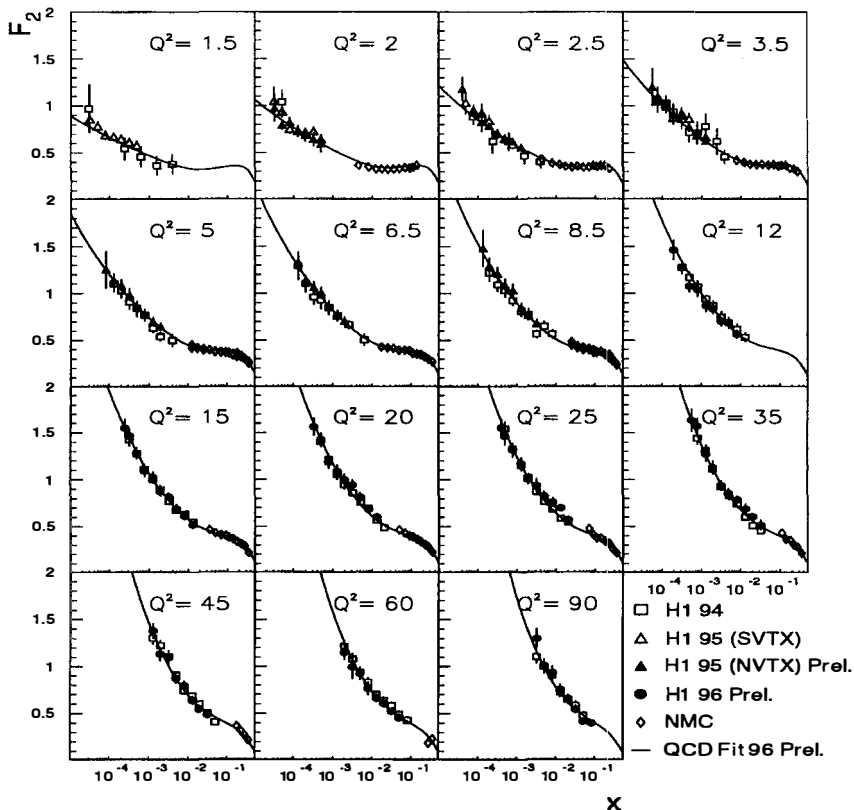 F₂
2
Q²= 1.5
Q²= 2
Q²= 2.5
Q²= 3.5
1.5
1
0.5
2
Q²= 5
Q²= 6.5
Q²= 8.5
Q²= 12
1.5
1
0.5
2
Q²= 15
Q²= 20
Q²= 25
Q²= 35
1.5
1
0.5
2
10⁻⁴ 10⁻³ 10⁻² 10⁻¹
Q²= 45
Q²= 60
Q²= 90
H1 94
1.5
H1 95 (SVTX)
H1 95 (NVTX) Prel.
1
H1 96 Prel.
0.5
NMC
QCD Fit 96 Prel.
10⁻⁴ 10⁻³ 10⁻² 10⁻¹ 10⁻⁴ 10⁻³ 10⁻² 10⁻¹ 10⁻⁴ 10⁻³ 10⁻² 10⁻¹
x